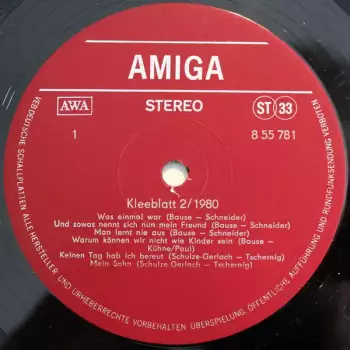 AMIGA
AWA
STEREO
ST 33
1
8 55 781
Kleeblatt 2/1980
Was einmal war (Bause – Schneider)
Und sowas nennt sich nun mein Freund (Bause – Schneider)
Man lernt nie aus (Bause – Schneider)
Warum können wir nicht wie Kinder sein (Bause –
Kühne/Paul)
Keinen Tag hab ich bereut (Schulze-Gerlach – Tschernig)
Mein Sohn (Schulze-Gerlach – Tschernig)
VEB DEUTSCHE SCHALLPLATTEN ALLE HERSTELLER- UND URHEBERRECHTE VORBEHALTEN · ÜBERSPIELUNG, ÖFFENTLICHE AUFFÜHRUNG UND RUNDFUNKSENDUNG VERBOTEN